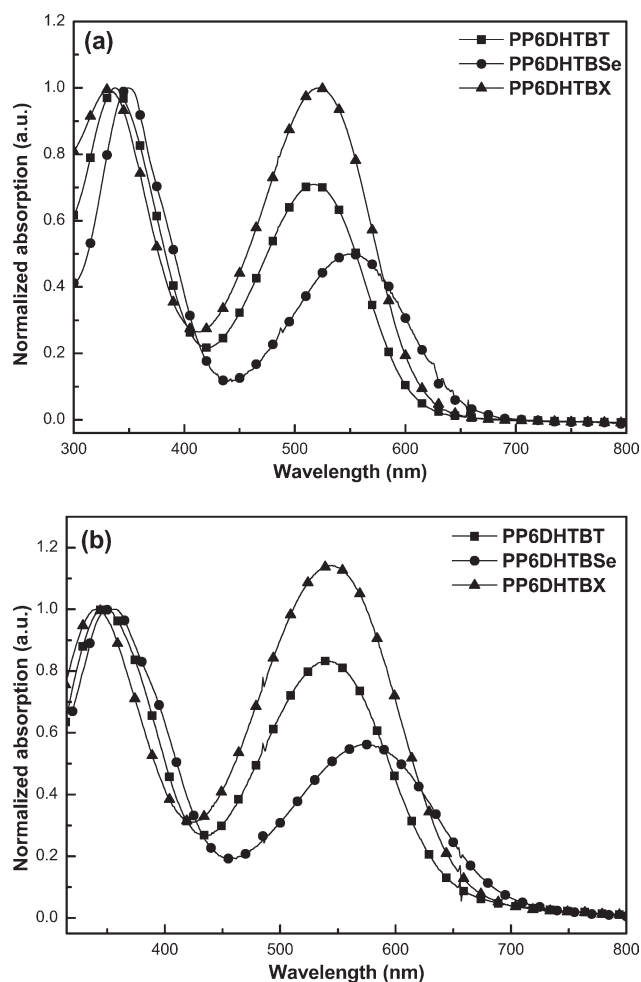 (a)
PP6DHTBT
PP6DHTBSe
PP6DHTBX
Normalized absorption (a.u.)
1.2
1.0
0.8
0.6
0.4
0.2
0.0
300 400 500 600 700 800
Wavelength (nm)
(b)
PP6DHTBT
PP6DHTBSe
PP6DHTBX
Normalized absorption (a.u.)
1.2
1.0
0.8
0.6
0.4
0.2
0.0
400 500 600 700 800
Wavelength (nm)